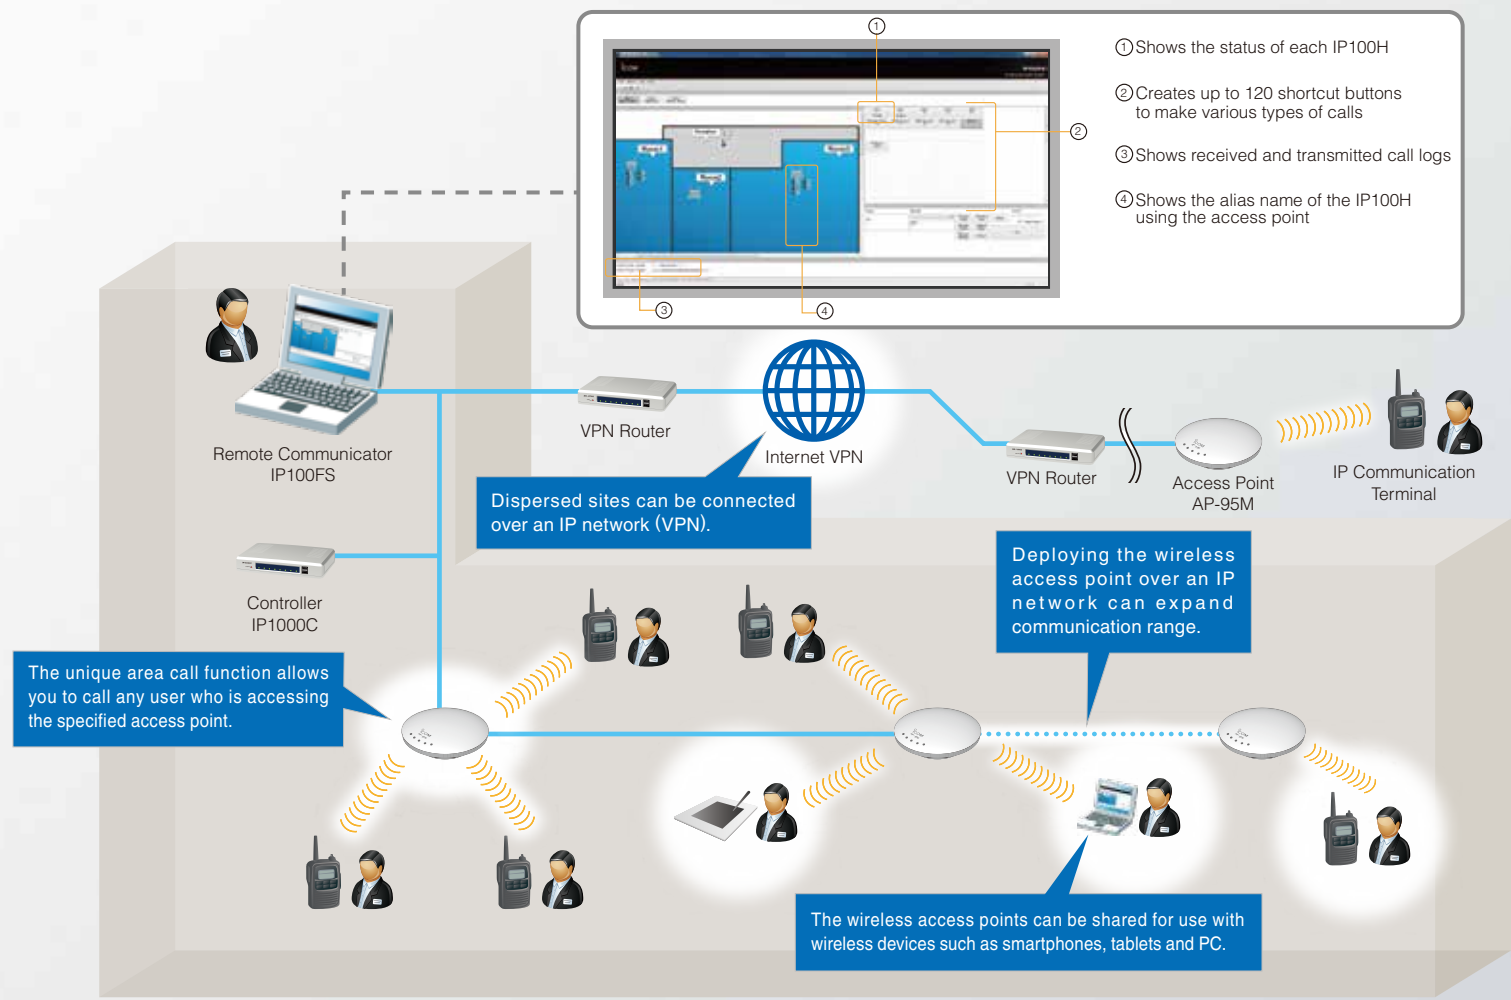 1
2
3
4
①Shows the status of each IP100H
②Creates up to 120 shortcut buttons
to make various types of calls
③Shows received and transmitted call logs
④Shows the alias name of the IP100H
using the access point
Remote Communicator
IP100FS
VPN Router
Internet VPN
VPN Router
Access Point
AP-95M
IP Communication
Terminal
Dispersed sites can be connected
over an IP network (VPN).
Deploying the wireless
access point over an IP
network can expand
communication range.
Controller
IP1000C
The unique area call function allows
you to call any user who is accessing
the specified access point.
The wireless access points can be shared for use with
wireless devices such as smartphones, tablets and PC.